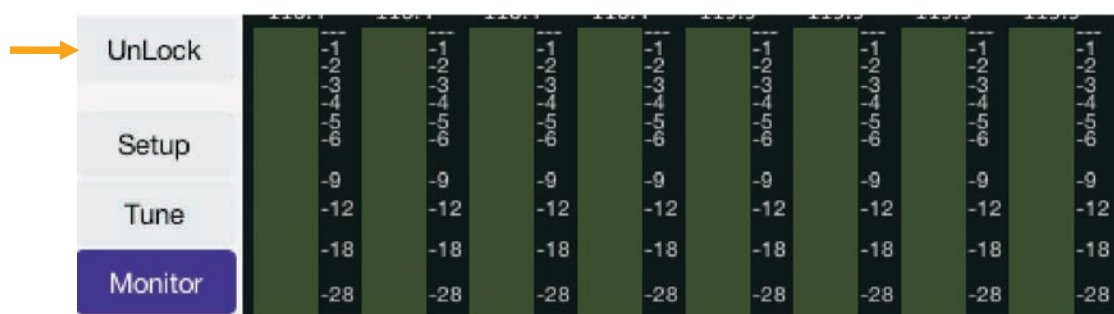 UnLock
Setup
Tune
Monitor
--- --- --- --- --- --- --- ---
-1 -1 -1 -1 -1 -1 -1 -1
-2 -2 -2 -2 -2 -2 -2 -2
-3 -3 -3 -3 -3 -3 -3 -3
-4 -4 -4 -4 -4 -4 -4 -4
-5 -5 -5 -5 -5 -5 -5 -5
-6 -6 -6 -6 -6 -6 -6 -6
-9 -9 -9 -9 -9 -9 -9 -9
-12 -12 -12 -12 -12 -12 -12 -12
-18 -18 -18 -18 -18 -18 -18 -18
-28 -28 -28 -28 -28 -28 -28 -28